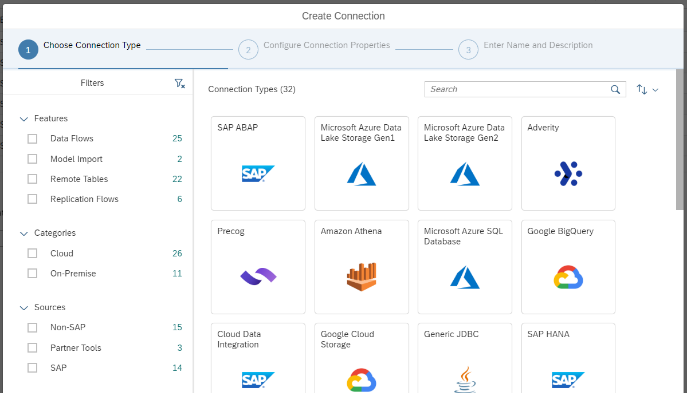 Create Connection
1 Choose Connection Type
2 Configure Connection Properties
3 Enter Name and Description
Filters
Features
Data Flows 25
Model Import 2
Remote Tables 22
Replication Flows 6
Categories
Cloud 26
On-Premise 11
Sources
Non-SAP 15
Partner Tools 3
SAP 14
Connection Types (32)
Search
SAP ABAP
SAP
Microsoft Azure Data
Lake Storage Gen1
Microsoft Azure Data
Lake Storage Gen2
Adverity
Precog
Amazon Athena
Microsoft Azure SQL
Database
Google BigQuery
Cloud Data
Integration
SAP
Google Cloud
Storage
Generic JDBC
SAP HANA
SAP